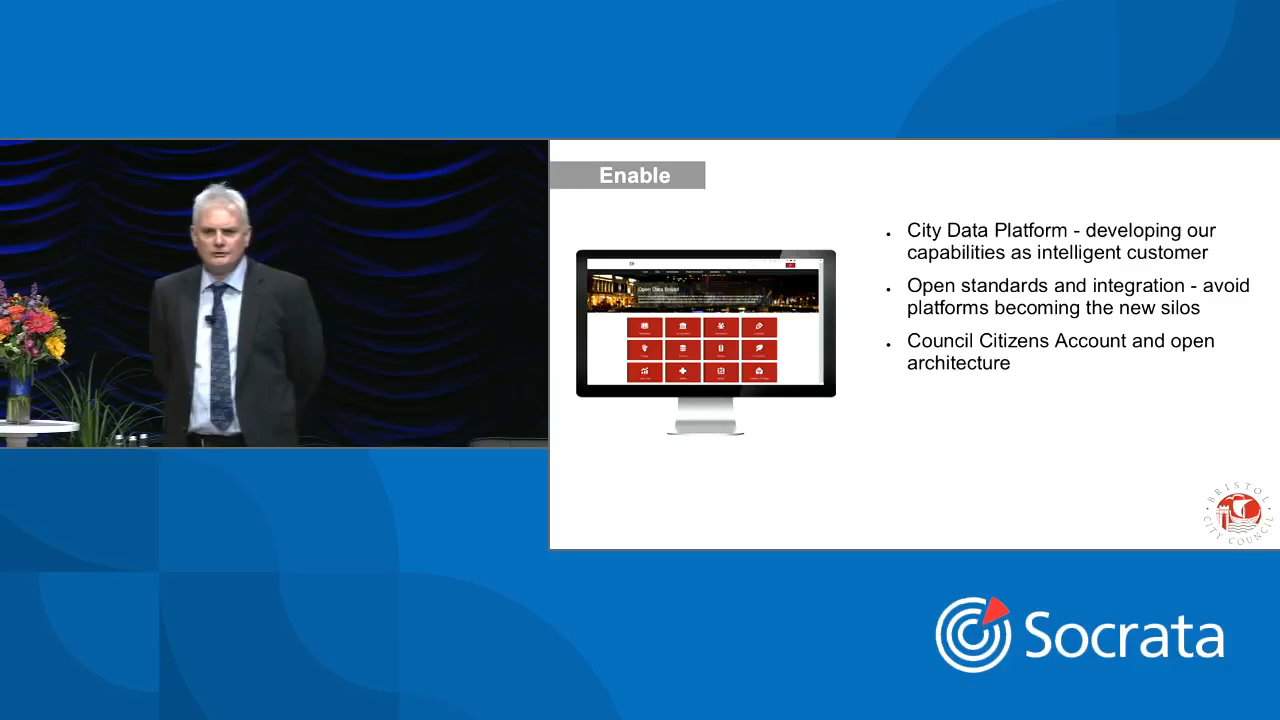 Enable
Open Data Bristol
• City Data Platform - developing our
capabilities as intelligent customer
• Open standards and integration - avoid
platforms becoming the new silos
• Council Citizens Account and open
architecture
BRISTOL
CITY COUNCIL
Socrata